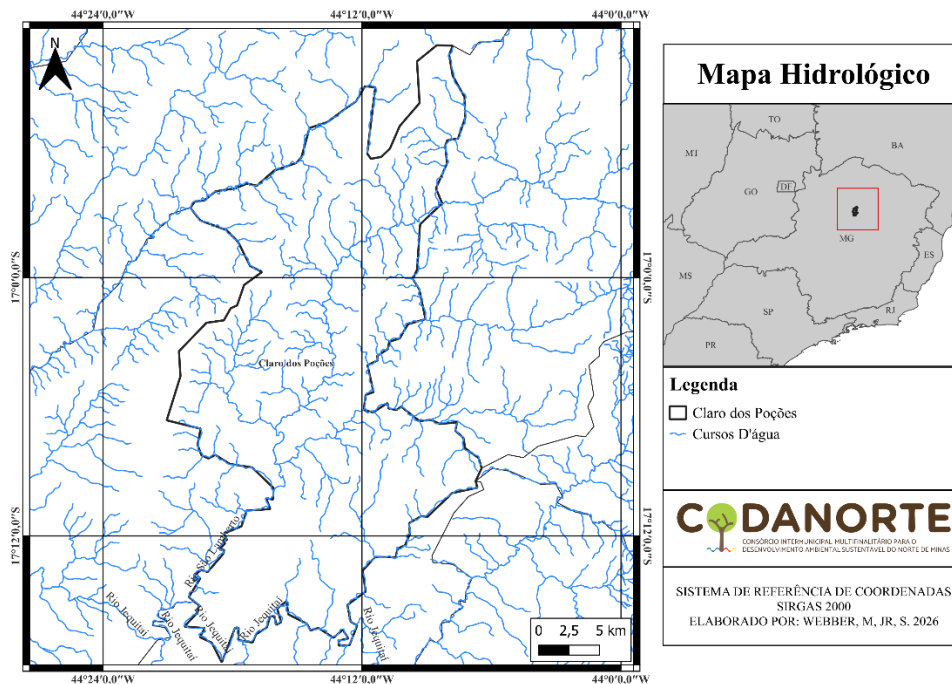 44°24'0.0"W
44°12'0.0"W
44°0'0.0"W
N
17°0'0.0"S
17°0'0.0"S
Claro dos Poções
17°12'0.0"S
17°12'0.0"S
Rio São Lamberto
Rio Jequitaí
Rio Jequitaí
Rio Jequitaí
Rio Jequitaí
Rio Jequitaí
0 2,5 5 km
44°24'0.0"W
44°12'0.0"W
44°0'0.0"W
Mapa Hidrológico
TO
BA
MT
GO
DF
MG
ES
MS
SP
RJ
PR
Legenda
Claro dos Poções
Cursos D'água
CODANORTE
CONSÓRCIO INTERMUNICIPAL MULTIFINALITÁRIO PARA O
DESENVOLVIMENTO AMBIENTAL SUSTENTÁVEL DO NORTE DE MINAS
SISTEMA DE REFERÊNCIA DE COORDENADAS
SIRGAS 2000
ELABORADO POR: WEBBER, M, JR, S. 2026